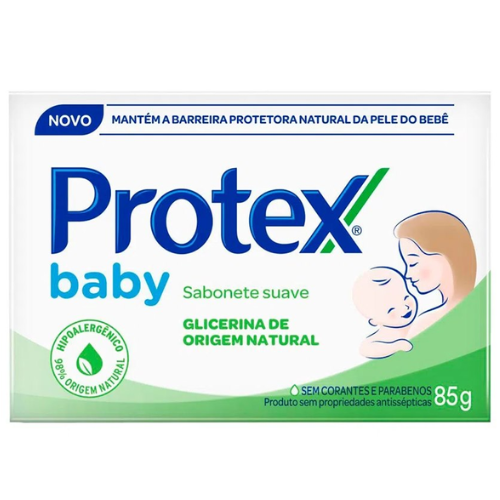 NOVO MANTÉM A BARREIRA PROTETORA NATURAL DA PELE DO BEBÊ
Protex®
baby
Sabonete suave
GLICERINA DE
ORIGEM NATURAL
HIPOALERGÊNICO
98% ORIGEM NATURAL
SEM CORANTES E PARABENOS
Produto sem propriedades antissépticas
85g